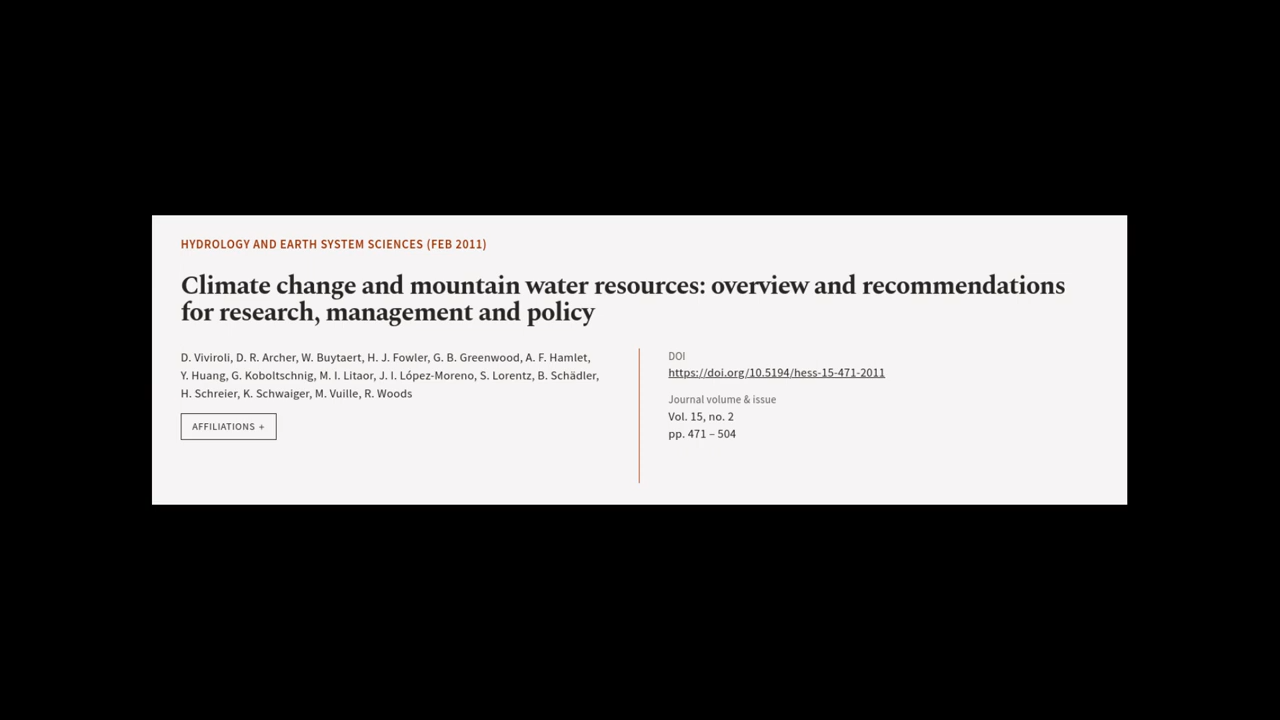 HYDROLOGY AND EARTH SYSTEM SCIENCES (FEB 2011)
Climate change and mountain water resources: overview and recommendations
for research, management and policy
D. Viviroli, D. R. Archer, W. Buytaert, H. J. Fowler, G. B. Greenwood, A. F. Hamlet,
Y. Huang, G. Koboltschnig, M. I. Litaor, J. I. López-Moreno, S. Lorentz, B. Schädler,
H. Schreier, K. Schwaiger, M. Vuille, R. Woods
AFFILIATIONS +
DOI
https://doi.org/10.5194/hess-15-471-2011
Journal volume & issue
Vol. 15, no. 2
pp. 471 – 504